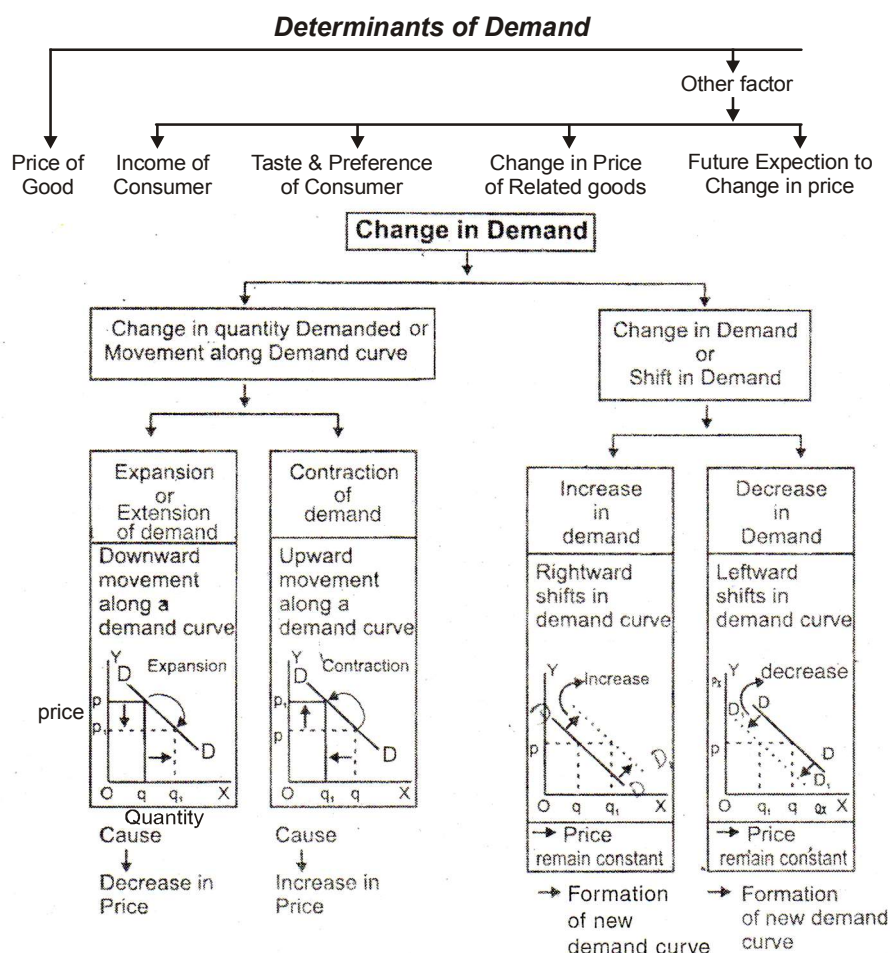 Determinants of Demand
Other factor
Price of
Good
Income of
Consumer
Taste & Preference
of Consumer
Change in Price
of Related goods
Future Expection to
Change in price
Change in Demand
Change in quantity Demanded or
Movement along Demand curve
Change in Demand
or
Shift in Demand
Expansion
or
Extension
of demand
Downward
movement
along a
demand curve
Y
D
Expansion
price
p
p₁
D
O
q
q₁
X
Quantity
Cause
Decrease in
Price
Contraction
of
demand
Upward
movement
along a
demand curve
Y
D
Contraction
p₁
p
D
O
q₁
q
X
Cause
Increase in
Price
Increase
in
demand
Rightward
shifts in
demand curve
Y
Increase
D
p
D
D
O
q
q₁
X
Price
remain constant
Formation
of new
demand curve
Decrease
in
Demand
Leftward
shifts in
demand curve
Y
Px
decrease
D₁
D
p
D
D₁
O
q₁
q
Qx
X
Price
remain constant
Formation
of new demand
curve